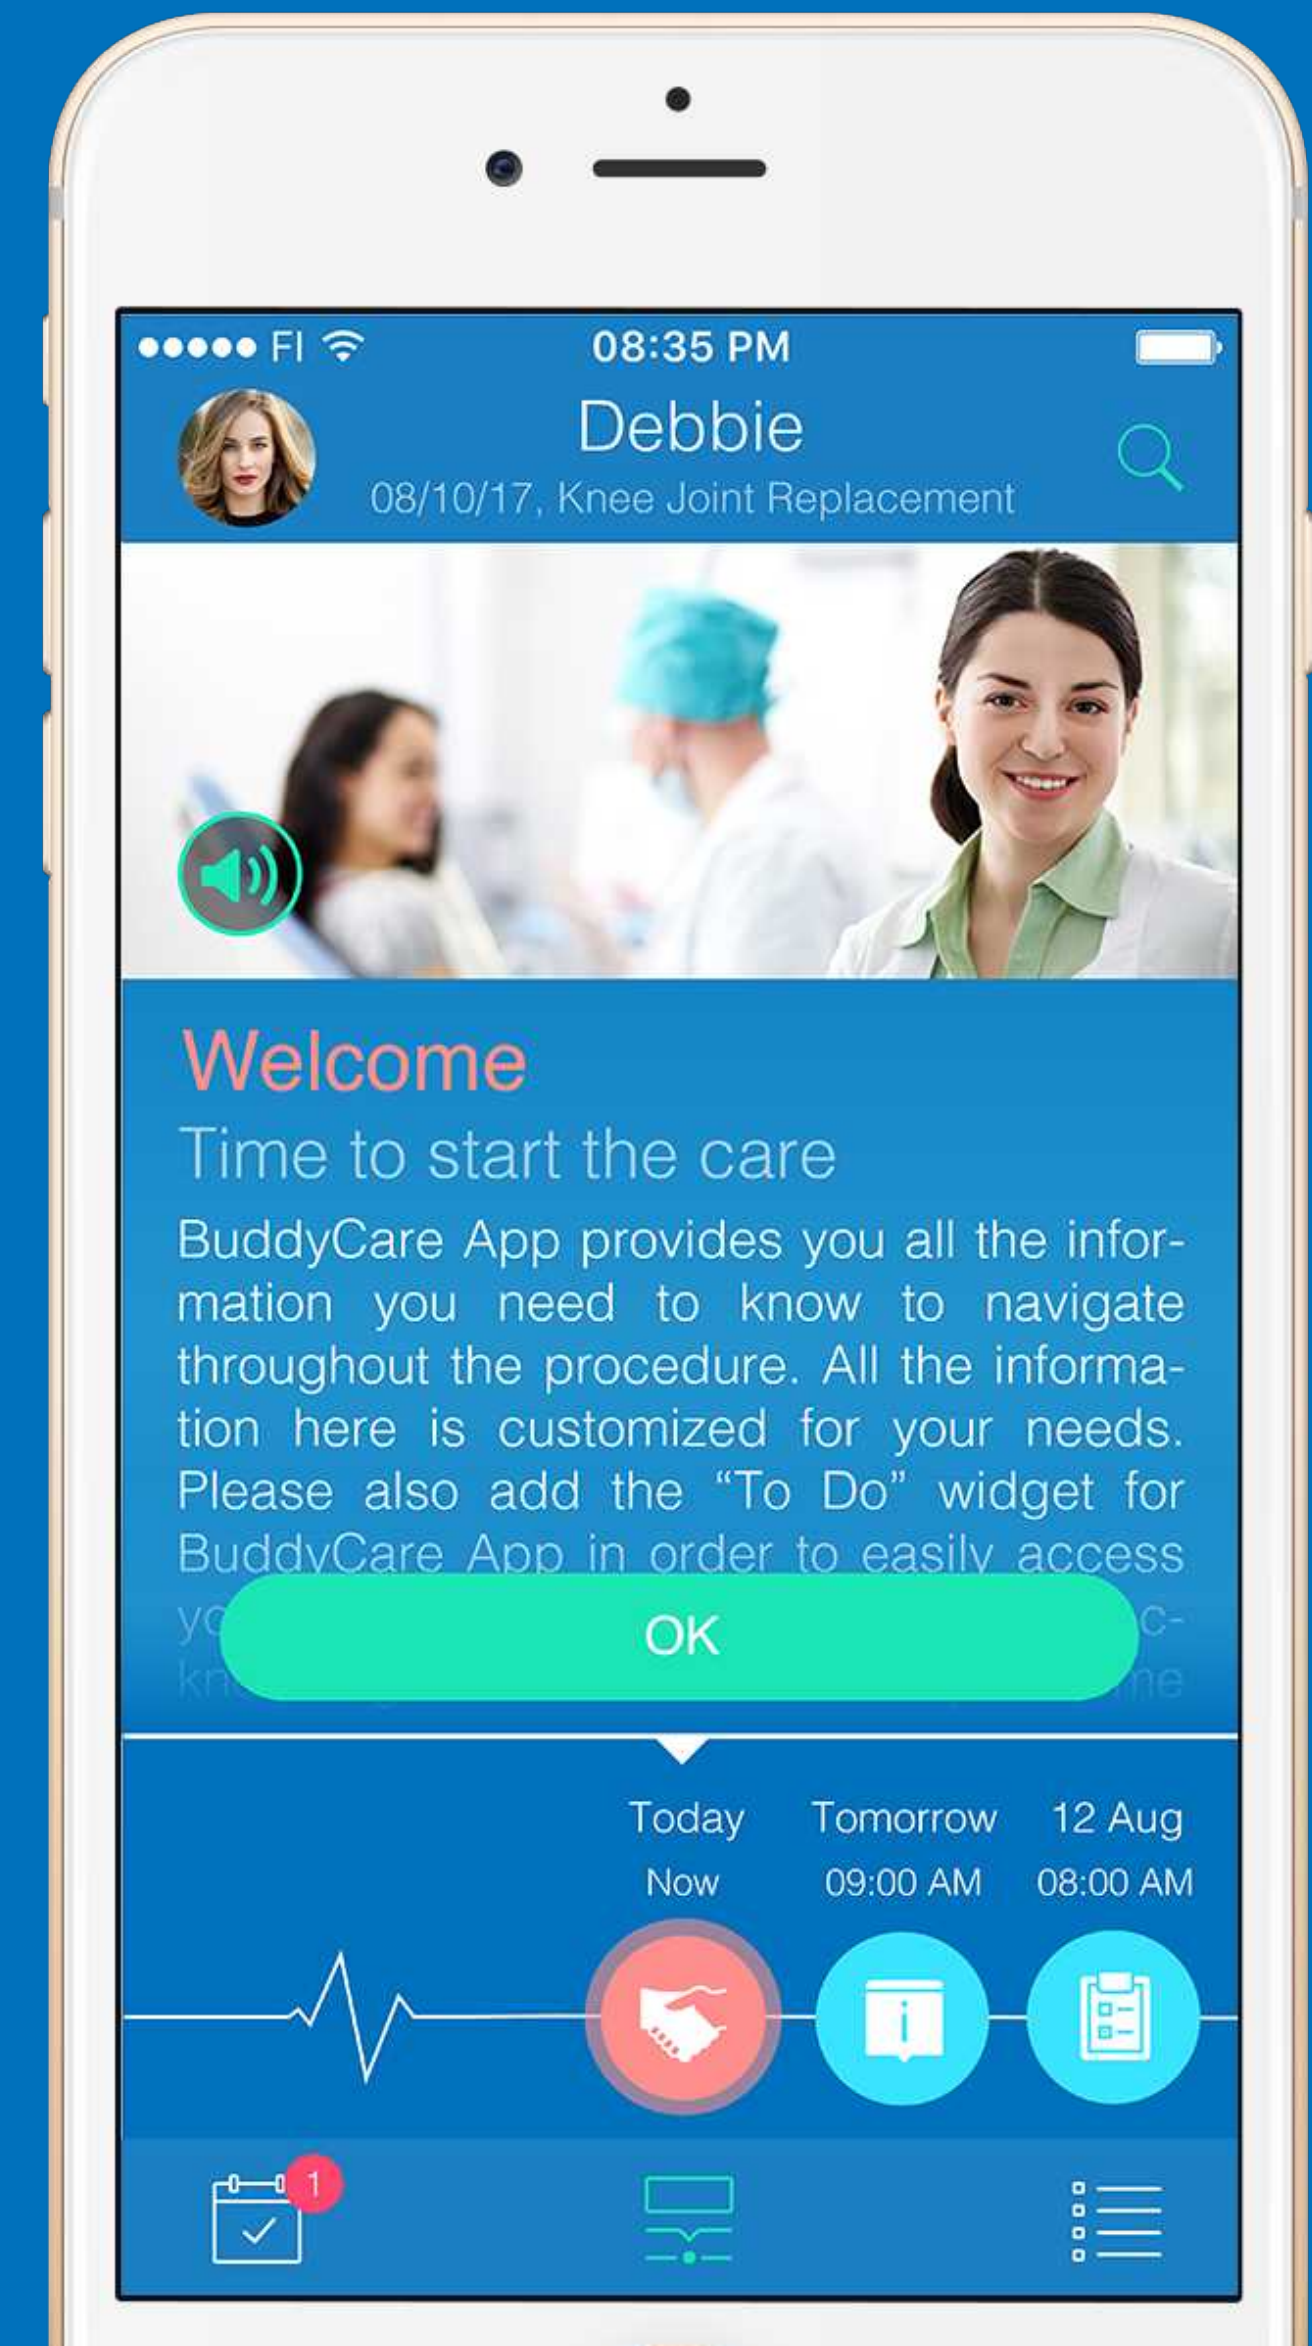 FI
08:35 PM
Debbie
08/10/17, Knee Joint Replacement
Welcome
Time to start the care
BuddyCare App provides you all the infor-
mation you need to know to navigate
throughout the procedure. All the informa-
tion here is customized for your needs.
Please also add the “To Do” widget for
BuddyCare App in order to easily access
OK
Today Tomorrow 12 Aug
Now 09:00 AM 08:00 AM
i
1